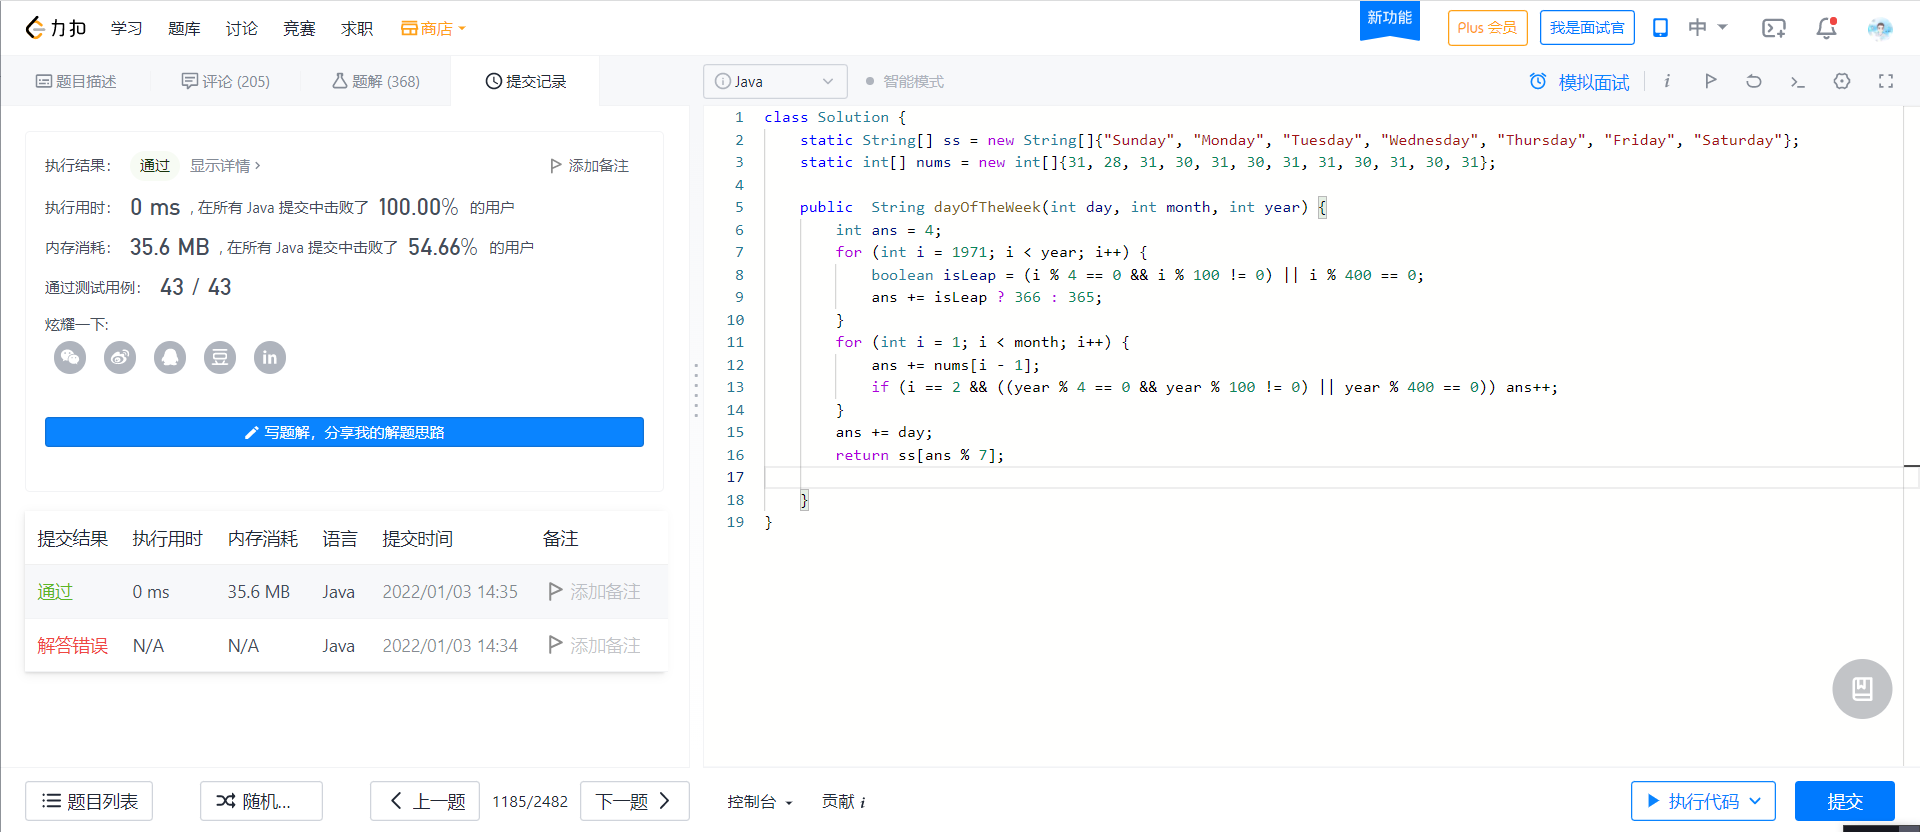 力扣 学习 题库 讨论 竞赛 求职 商店 新功能 Plus 会员 我是面试官 中
题目描述 评论 (205) 题解 (368) 提交记录
i Java 智能模式 模拟面试 i
执行结果： 通过 显示详情 › 添加备注
执行用时： 0 ms , 在所有 Java 提交中击败了 100.00% 的用户
内存消耗： 35.6 MB , 在所有 Java 提交中击败了 54.66% 的用户
通过测试用例： 43 / 43
炫耀一下:
豆 in
写题解，分享我的解题思路
提交结果 执行用时 内存消耗 语言 提交时间 备注
通过 0 ms 35.6 MB Java 2022/01/03 14:35 添加备注
解答错误 N/A N/A Java 2022/01/03 14:34 添加备注
1 class Solution {
2 static String[] ss = new String[]{"Sunday", "Monday", "Tuesday", "Wednesday", "Thursday", "Friday", "Saturday"};
3 static int[] nums = new int[]{31, 28, 31, 30, 31, 30, 31, 31, 30, 31, 30, 31};
4
5 public  String dayOfTheWeek(int day, int month, int year) {
6 int ans = 4;
7 for (int i = 1971; i < year; i++) {
8 boolean isLeap = (i % 4 == 0 && i % 100 != 0) || i % 400 == 0;
9 ans += isLeap ? 366 : 365;
10 }
11 for (int i = 1; i < month; i++) {
12 ans += nums[i - 1];
13 if (i == 2 && ((year % 4 == 0 && year % 100 != 0) || year % 400 == 0)) ans++;
14 }
15 ans += day;
16 return ss[ans % 7];
17
18 }
19 }
题目列表 随机... 上一题 1185/2482 下一题 控制台 贡献 i 执行代码 提交